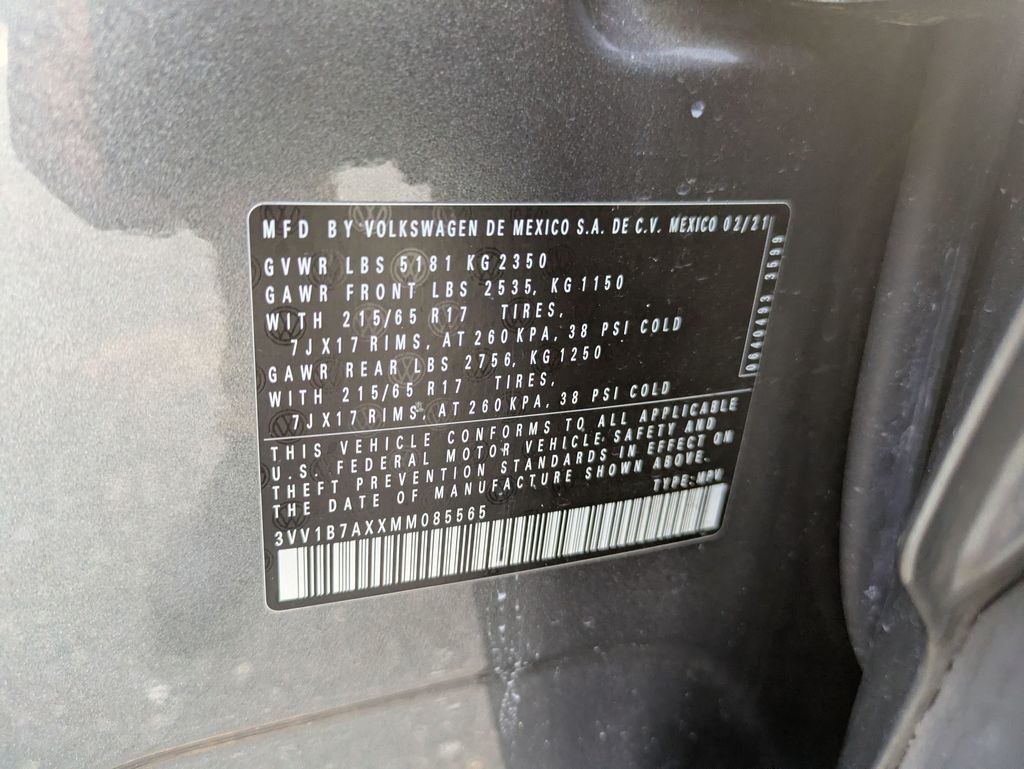 MFD BY VOLKSWAGEN DE MEXICO S.A. DE C.V. MEXICO 02/21
GVWR LBS 5181 KG 2350
GAWR FRONT LBS 2535, KG 1150
WITH 215/65 R17 TIRES,
7JX17 RIMS, AT 260 KPA, 38 PSI COLD
GAWR REAR LBS 2756, KG 1250
WITH 215/65 R17 TIRES,
7JX17 RIMS, AT 260 KPA, 38 PSI COLD
THIS VEHICLE CONFORMS TO ALL APPLICABLE
U.S. FEDERAL MOTOR VEHICLE SAFETY AND
THEFT PREVENTION STANDARDS IN EFFECT ON
THE DATE OF MANUFACTURE SHOWN ABOVE.
TYPE: MPV
3VV1B7AXXMM085565